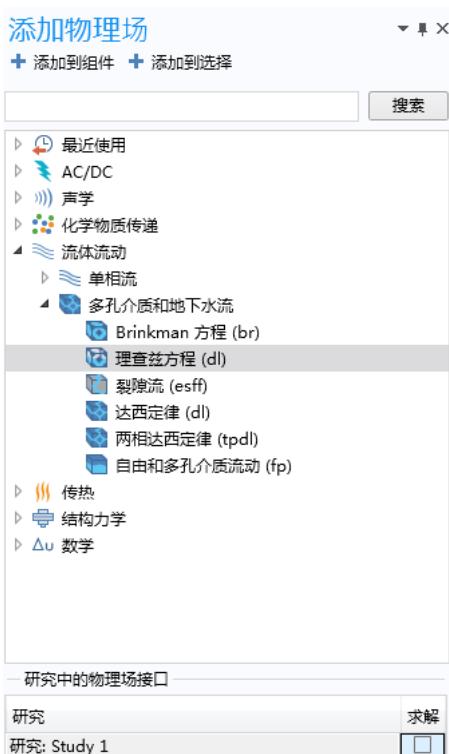 添加物理场
添加到组件 添加到选择
搜索
最近使用
AC/DC
声学
化学物质传递
流体流动
单相流
多孔介质和地下水流
Brinkman 方程 (br)
理查兹方程 (dl)
裂隙流 (esff)
达西定律 (dl)
两相达西定律 (tpdl)
自由和多孔介质流动 (fp)
传热
结构力学
Δu 数学
研究中的物理场接口
研究 求解
研究: Study 1